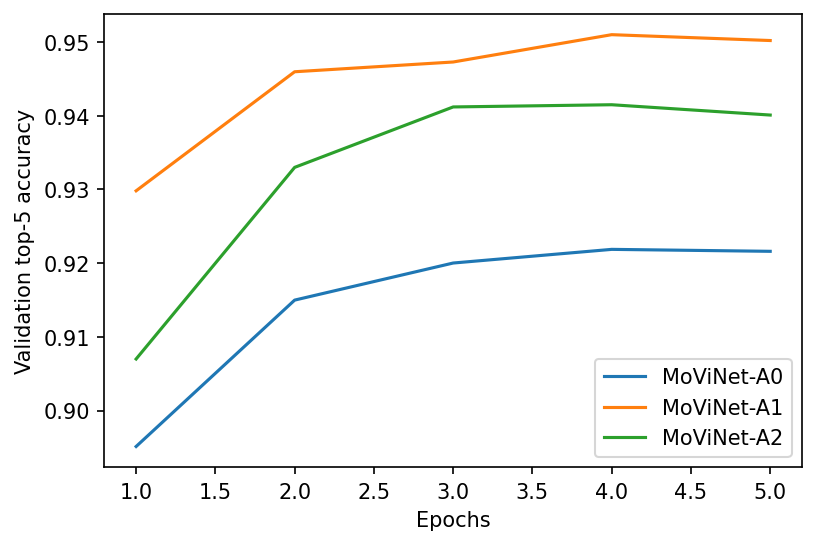 0.95
0.94
0.93
0.92
0.91
0.90
Validation top-5 accuracy
MoViNet-A0
MoViNet-A1
MoViNet-A2
1.0 1.5 2.0 2.5 3.0 3.5 4.0 4.5 5.0
Epochs